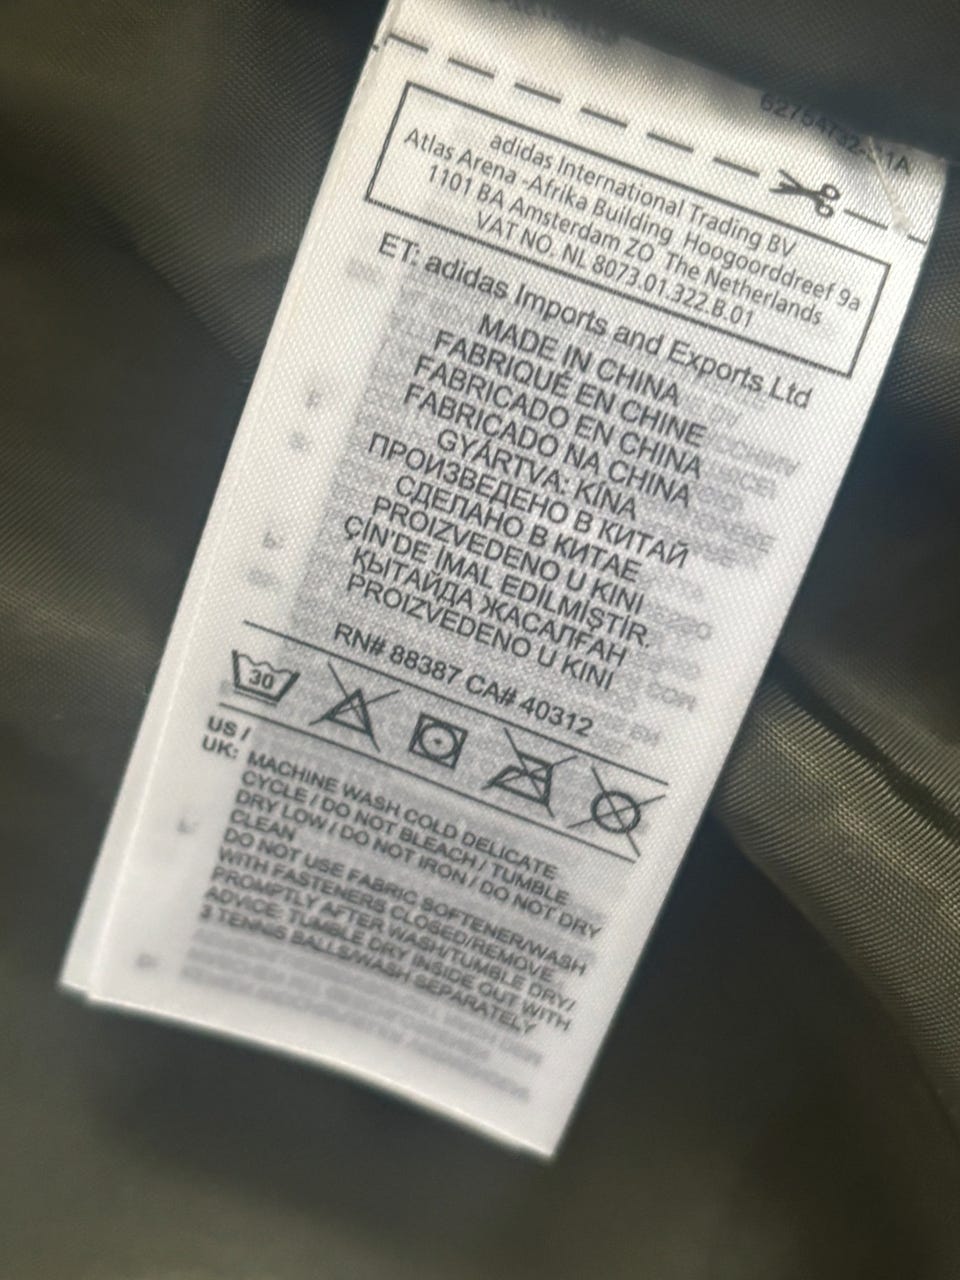 adidas International Trading BV
Atlas Arena -Afrika Building Hoogoorddreef 9a
1101 BA Amsterdam ZO The Netherlands
VAT NO. NL 8073.01.322.B.01
ET: adidas Imports and Exports Ltd
MADE IN CHINA
FABRIQUÉ EN CHINE
FABRICADO EN CHINA
FABRICADO NA CHINA
GYÁRTVA: KÍNA
ПРОИЗВЕДЕНО В КИТАЙ
СДЕЛАНО В КИТАЕ
PROIZVEDENO U KINI
ÇİN'DE İMAL EDİLMİŞTİR.
ҚЫТАЙДА ЖАСАЛҒАН
PROIZVEDENO U KINI
RN# 88387 CA# 40312
30
US /
UK: MACHINE WASH COLD DELICATE
CYCLE / DO NOT BLEACH / TUMBLE
DRY LOW / DO NOT IRON / DO NOT DRY
CLEAN
DO NOT USE FABRIC SOFTENER/WASH
WITH FASTENERS CLOSED/REMOVE
PROMPTLY AFTER WASH/TUMBLE DRY/
ADVICE: TUMBLE DRY INSIDE OUT WITH
3 TENNIS BALLS/WASH SEPARATELY